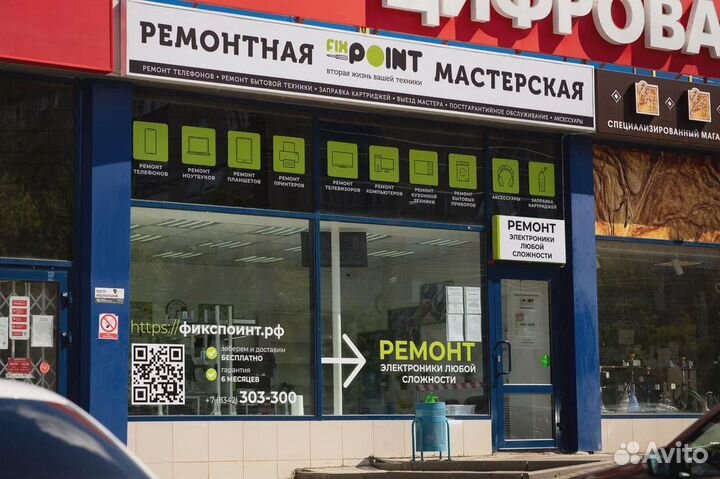 ЦИФРОВА
РЕМОНТНАЯ FIX POINT МАСТЕРСКАЯ
вторая жизнь вашей техники
РЕМОНТ ТЕЛЕФОНОВ • РЕМОНТ БЫТОВОЙ ТЕХНИКИ • ЗАПРАВКА КАРТРИДЖЕЙ • ВЫЕЗД МАСТЕРА • ПОСТГАРАНТИЙНОЕ ОБСЛУЖИВАНИЕ • АКСЕССУАРЫ
СПЕЦИАЛИЗИРОВАННЫЙ МАГА
РЕМОНТ ТЕЛЕФОНОВ
РЕМОНТ НОУТБУКОВ
РЕМОНТ ПЛАНШЕТОВ
РЕМОНТ ПРИНТЕРОВ
РЕМОНТ ТЕЛЕВИЗОРОВ
РЕМОНТ КОМПЬЮТЕРОВ
РЕМОНТ КУХОННОЙ ТЕХНИКИ
РЕМОНТ БЫТОВЫХ ПРИБОРОВ
АКСЕССУАРЫ
ЗАПРАВКА КАРТРИДЖЕЙ
РЕМОНТ
ЭЛЕКТРОНИКИ
ЛЮБОЙ
СЛОЖНОСТИ
https://фикспоинт.рф
заберем и доставим
БЕСПЛАТНО
гарантия
6 МЕСЯЦЕВ
+7 (8342) 303-300
РЕМОНТ
ЭЛЕКТРОНИКИ ЛЮБОЙ
СЛОЖНОСТИ
Avito